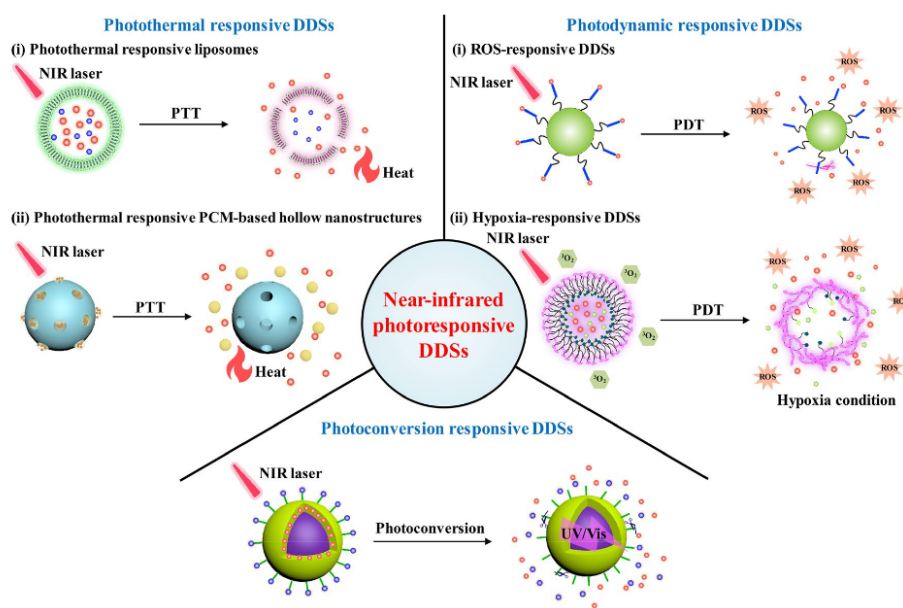 Photothermal responsive DDSs
(i) Photothermal responsive liposomes
NIR laser
PTT
Heat
(ii) Photothermal responsive PCM-based hollow nanostructures
NIR laser
PTT
Heat
Photodynamic responsive DDSs
(i) ROS-responsive DDSs
NIR laser
PDT
ROS
ROS
ROS
ROS
ROS
ROS
(ii) Hypoxia-responsive DDSs
NIR laser
³O₂
³O₂
³O₂
PDT
ROS
ROS
ROS
ROS
ROS
Hypoxia condition
Near-infrared
photoresponsive
DDSs
Photoconversion responsive DDSs
NIR laser
Photoconversion
UV/Vis